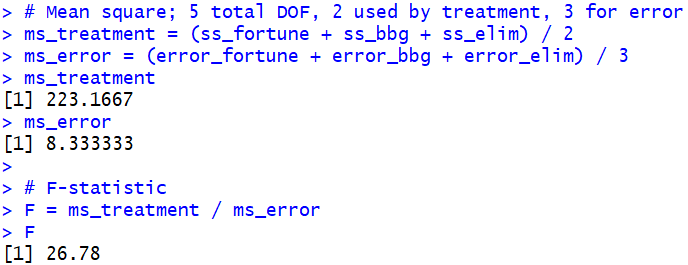 > # Mean square; 5 total DOF, 2 used by treatment, 3 for error
> ms_treatment = (ss_fortune + ss_bbg + ss_elim) / 2
> ms_error = (error_fortune + error_bbg + error_elim) / 3
> ms_treatment
[1] 223.1667
> ms_error
[1] 8.333333
>
> # F-statistic
> F = ms_treatment / ms_error
> F
[1] 26.78